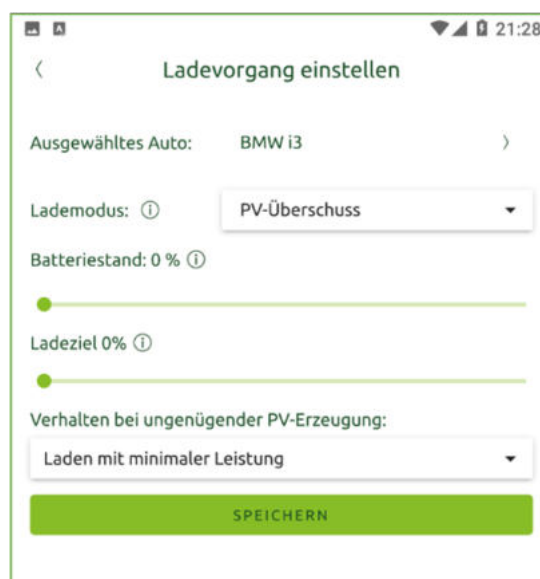 21:28
Ladevorgang einstellen
Ausgewähltes Auto: BMW i3
Lademodus: PV-Überschuss
Batteriestand: 0 %
Ladeziel 0%
Verhalten bei ungenügender PV-Erzeugung:
Laden mit minimaler Leistung
SPEICHERN